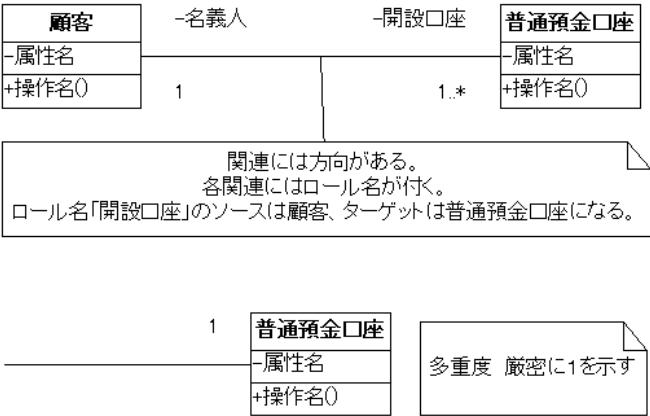 顧客
-名義人
-開設口座
普通預金口座
-属性名
-属性名
+操作名()
1
1..*
+操作名()
関連には方向がある。
各関連にはロール名が付く。
ロール名「開設口座」のソースは顧客、ターゲットは普通預金口座になる。
1
普通預金口座
-属性名
+操作名()
多重度 厳密に1を示す